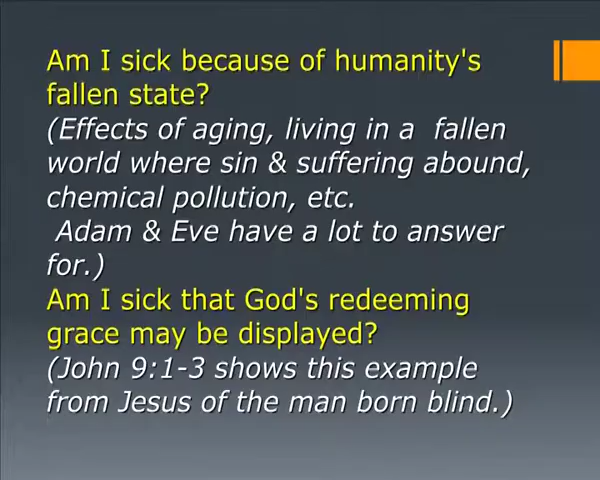 Am I sick because of humanity's
fallen state?
(Effects of aging, living in a fallen
world where sin & suffering abound,
chemical pollution, etc.
Adam & Eve have a lot to answer
for.)
Am I sick that God's redeeming
grace may be displayed?
(John 9:1-3 shows this example
from Jesus of the man born blind.)